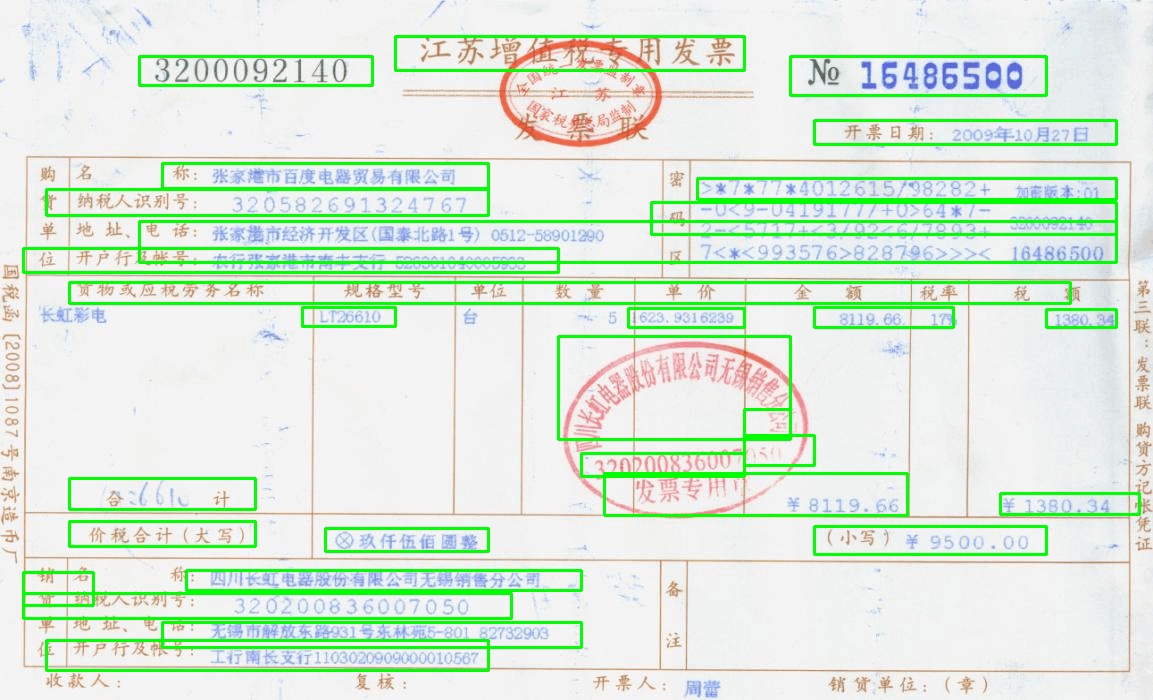 江苏增值税专用发票
3200092140
№ 16486500
全国统一发票监制章
江苏
国家税务总局监制
发票联
开票日期: 2009年10月27日
购货单位
名 称: 张家港市百度电器贸易有限公司
纳税人识别号: 320582691324767
地 址、电 话: 张家港市经济开发区(国泰北路1号) 0512-58901290
开户行及帐号: 农行张家港市南丰支行
密码区
>*7*77*4012615/98282+ 加密版本:01
-0<9-04191777+0>64*7- 3200092140
2-<5717+<3/92<6/7893+
7<*<993576>828796>>>< 16486500
货物或应税劳务名称 规格型号 单位 数 量 单 价 金 额 税率 税 额
长虹彩电 LT26610 台 5 1623.9316239 8119.66 17% 1380.34
四川长虹电器股份有限公司无锡销售分公司
320200836007050
发票专用章
合 计 ¥8119.66 ¥1380.34
价税合计(大写) ⊗玖仟伍佰圆整 (小写) ¥9500.00
销货单位
名 称: 四川长虹电器股份有限公司无锡销售分公司
纳税人识别号: 320200836007050
地 址、电 话: 无锡市解放东路931号东林苑5-801 82732903
开户行及帐号: 工行南长支行1103020909000010567
备注
收款人: 复核: 开票人: 周蕾 销货单位:(章)
国税函[2008]1087号南京造币厂
第三联:发票联 购货方记帐凭证